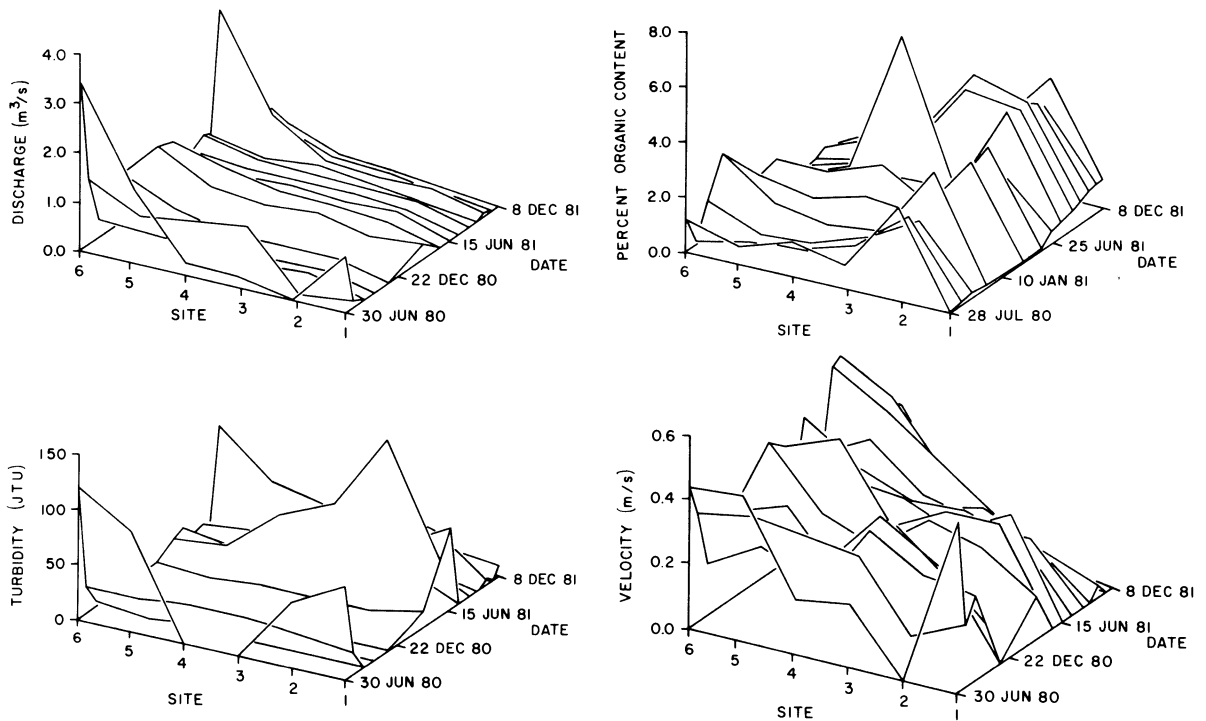 DISCHARGE (m³/s)
4.0
3.0
2.0
1.0
0.0
6
5
4
3
2
1
SITE
30 JUN 80
22 DEC 80
15 JUN 81
8 DEC 81
DATE
PERCENT ORGANIC CONTENT
8.0
6.0
4.0
2.0
0.0
6
5
4
3
2
1
SITE
28 JUL 80
10 JAN 81
25 JUN 81
8 DEC 81
DATE
TURBIDITY (JTU)
150
100
50
0
6
5
4
3
2
1
SITE
30 JUN 80
22 DEC 80
15 JUN 81
8 DEC 81
DATE
VELOCITY (m/s)
0.6
0.4
0.2
0.0
6
5
4
3
2
1
SITE
30 JUN 80
22 DEC 80
15 JUN 81
8 DEC 81
DATE